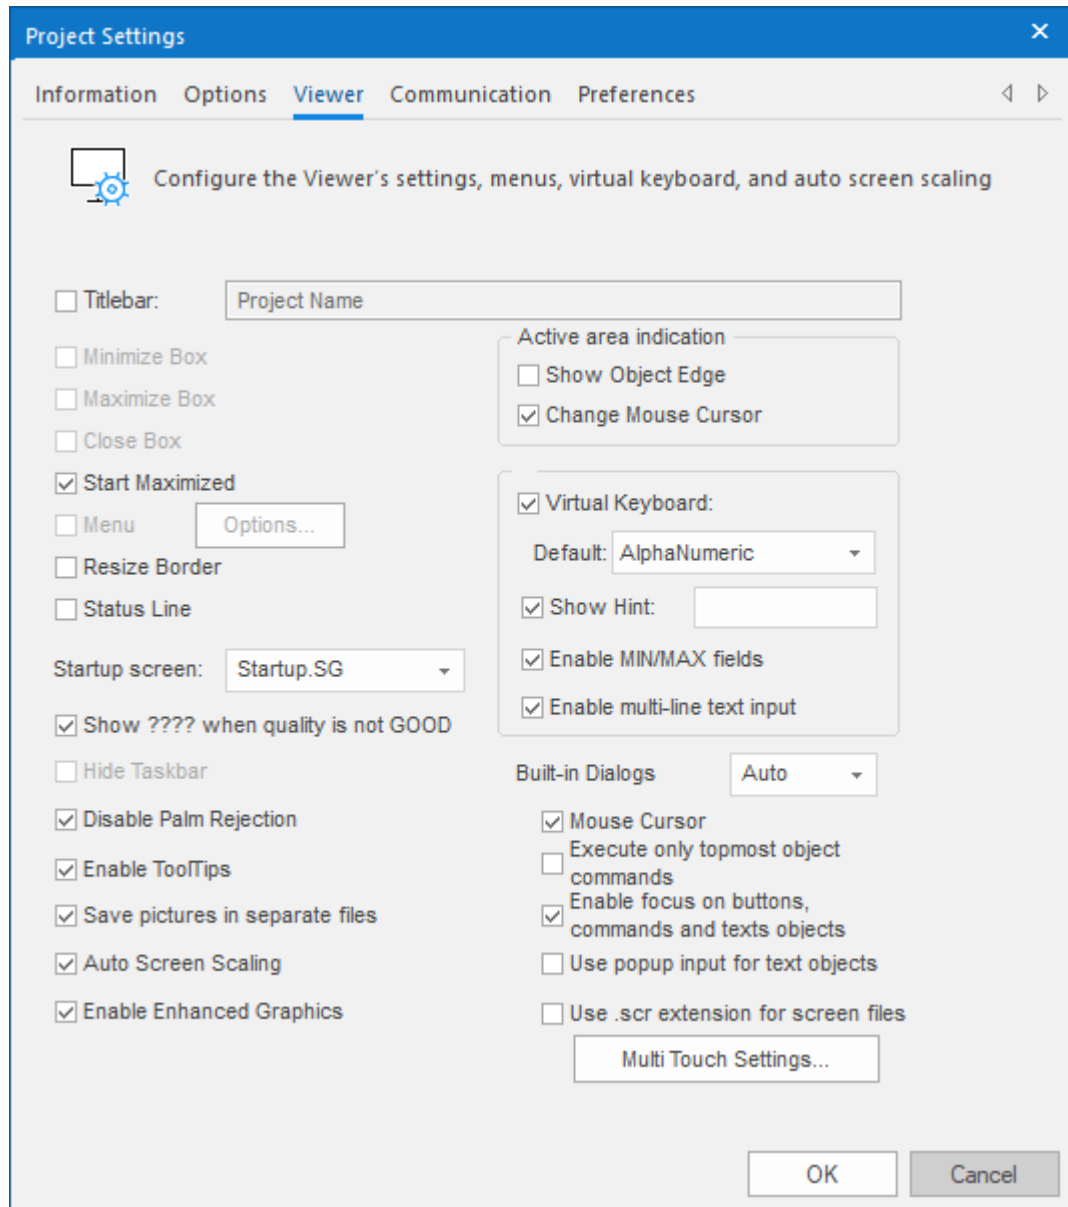 Project Settings
Information Options Viewer Communication Preferences
Configure the Viewer's settings, menus, virtual keyboard, and auto screen scaling
Titlebar: Project Name
Minimize Box
Maximize Box
Close Box
Start Maximized
Menu Options...
Resize Border
Status Line
Startup screen: Startup.SG
Show ???? when quality is not GOOD
Hide Taskbar
Disable Palm Rejection
Enable ToolTips
Save pictures in separate files
Auto Screen Scaling
Enable Enhanced Graphics
Active area indication
Show Object Edge
Change Mouse Cursor
Virtual Keyboard:
Default: AlphaNumeric
Show Hint:
Enable MIN/MAX fields
Enable multi-line text input
Built-in Dialogs Auto
Mouse Cursor
Execute only topmost object
commands
Enable focus on buttons,
commands and texts objects
Use popup input for text objects
Use .scr extension for screen files
Multi Touch Settings...
OK Cancel